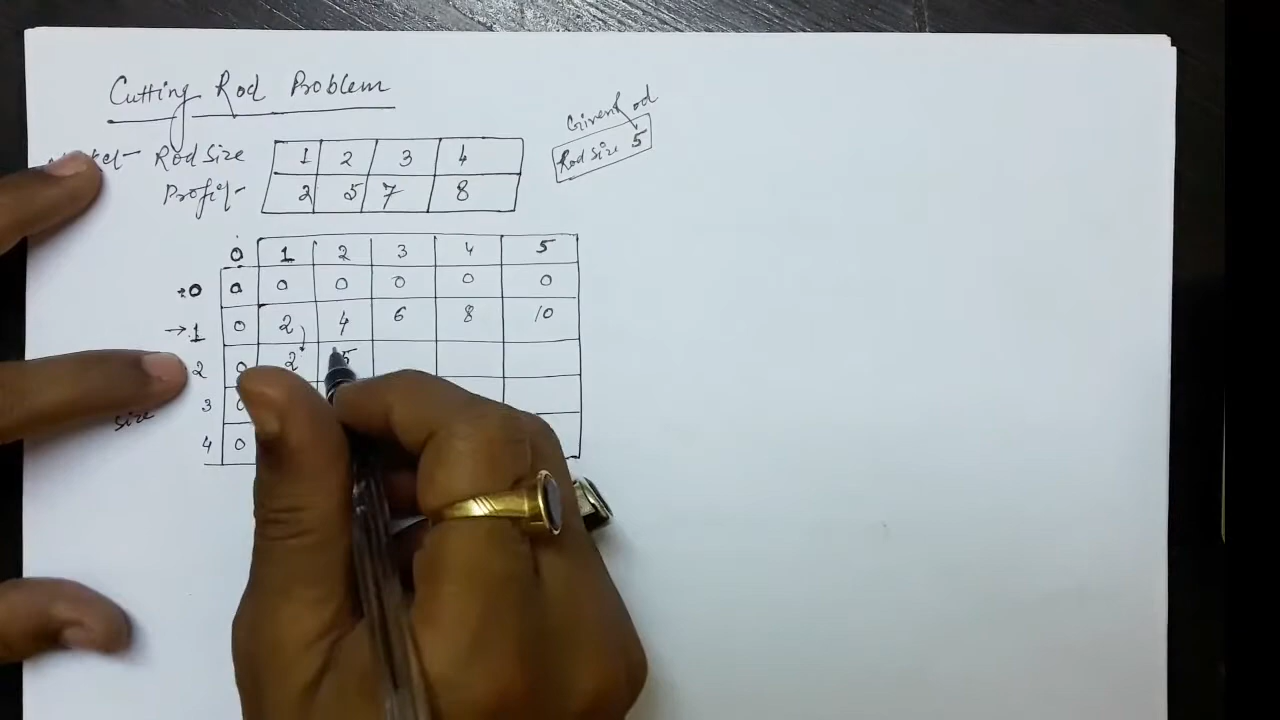 Cutting Rod Problem
Given Rod
Rod Size 5
Rod Size 1 2 3 4
Profit- 2 5 7 8
0 1 2 3 4 5
0 0 0 0 0 0 0
→ 1 0 2 4 6 8 10
2 0 2 5
3 0
size
4 0